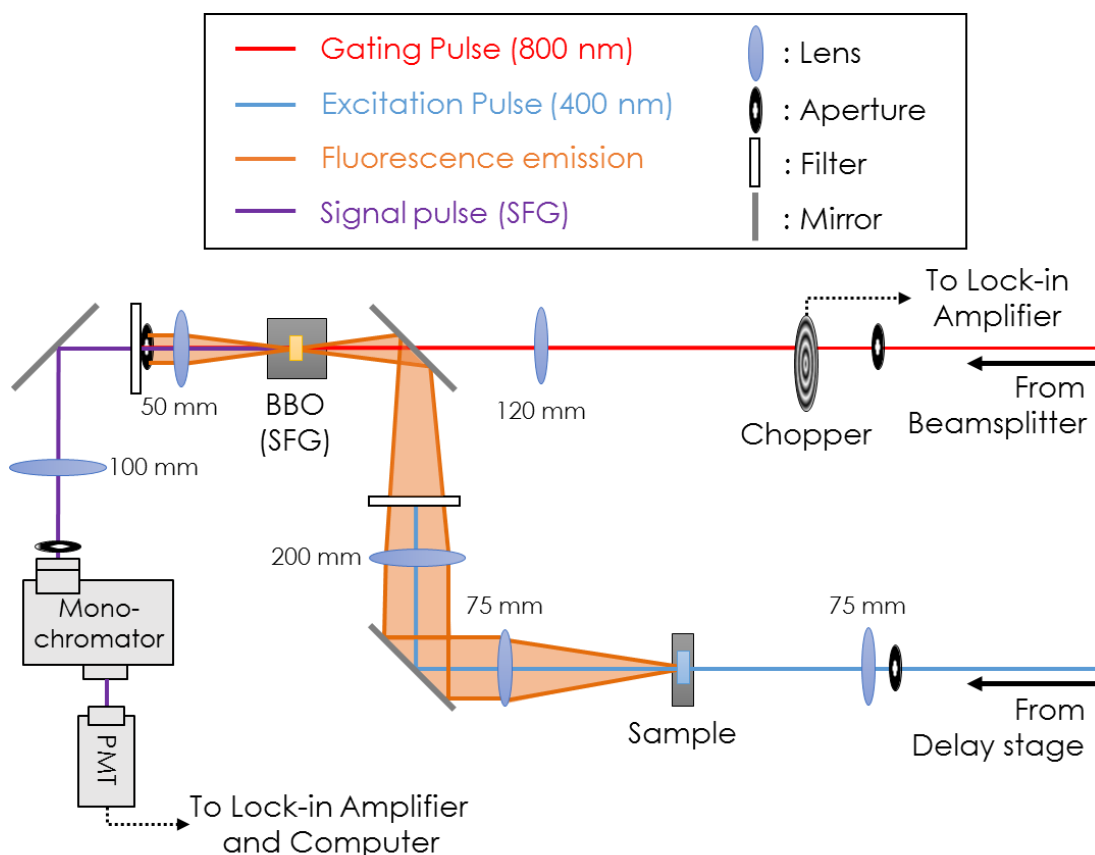 Gating Pulse (800 nm)
Excitation Pulse (400 nm)
Fluorescence emission
Signal pulse (SFG)
: Lens
: Aperture
: Filter
: Mirror
To Lock-in
Amplifier
50 mm
BBO
(SFG)
120 mm
Chopper
From
Beamsplitter
100 mm
200 mm
75 mm
75 mm
Mono-
chromator
Sample
From
Delay stage
PMT
To Lock-in Amplifier
and Computer